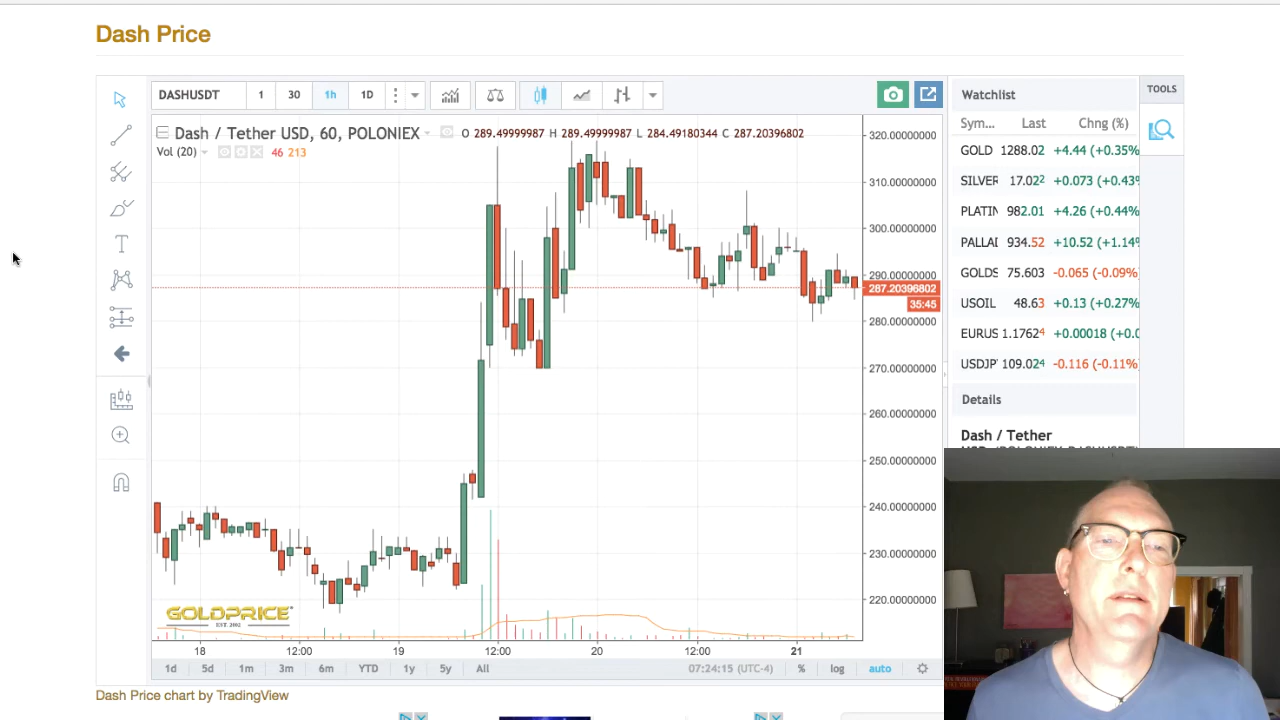 Dash Price
DASHUSDT 1 30 1h 1D
Dash / Tether USD, 60, POLONIEX O 289.49999987 H 289.49999987 L 284.49180344 C 287.20396802
Vol (20) 46 213
320.00000000
310.00000000
300.00000000
290.00000000
287.20396802
35:45
280.00000000
270.00000000
260.00000000
250.00000000
240.00000000
230.00000000
220.00000000
GOLDPRICE
EST. 2002
18 12:00 19 12:00 20 12:00 21
1d 5d 1m 3m 6m YTD 1y 5y All 07:24:15 (UTC-4) % log auto
Dash Price chart by TradingView
Watchlist
Sym... Last Chng (%)
GOLD 1288.02 +4.44 (+0.35%
SILVER 17.022 +0.073 (+0.43%
PLATIN 982.01 +4.26 (+0.44%
PALLAI 934.52 +10.52 (+1.14%
GOLDS 75.603 -0.065 (-0.09%)
USOIL 48.63 +0.13 (+0.27%
EURUS 1.17624 +0.00018 (+0.0
USDJP 109.024 -0.116 (-0.11%)
Details
Dash / Tether
TOOLS